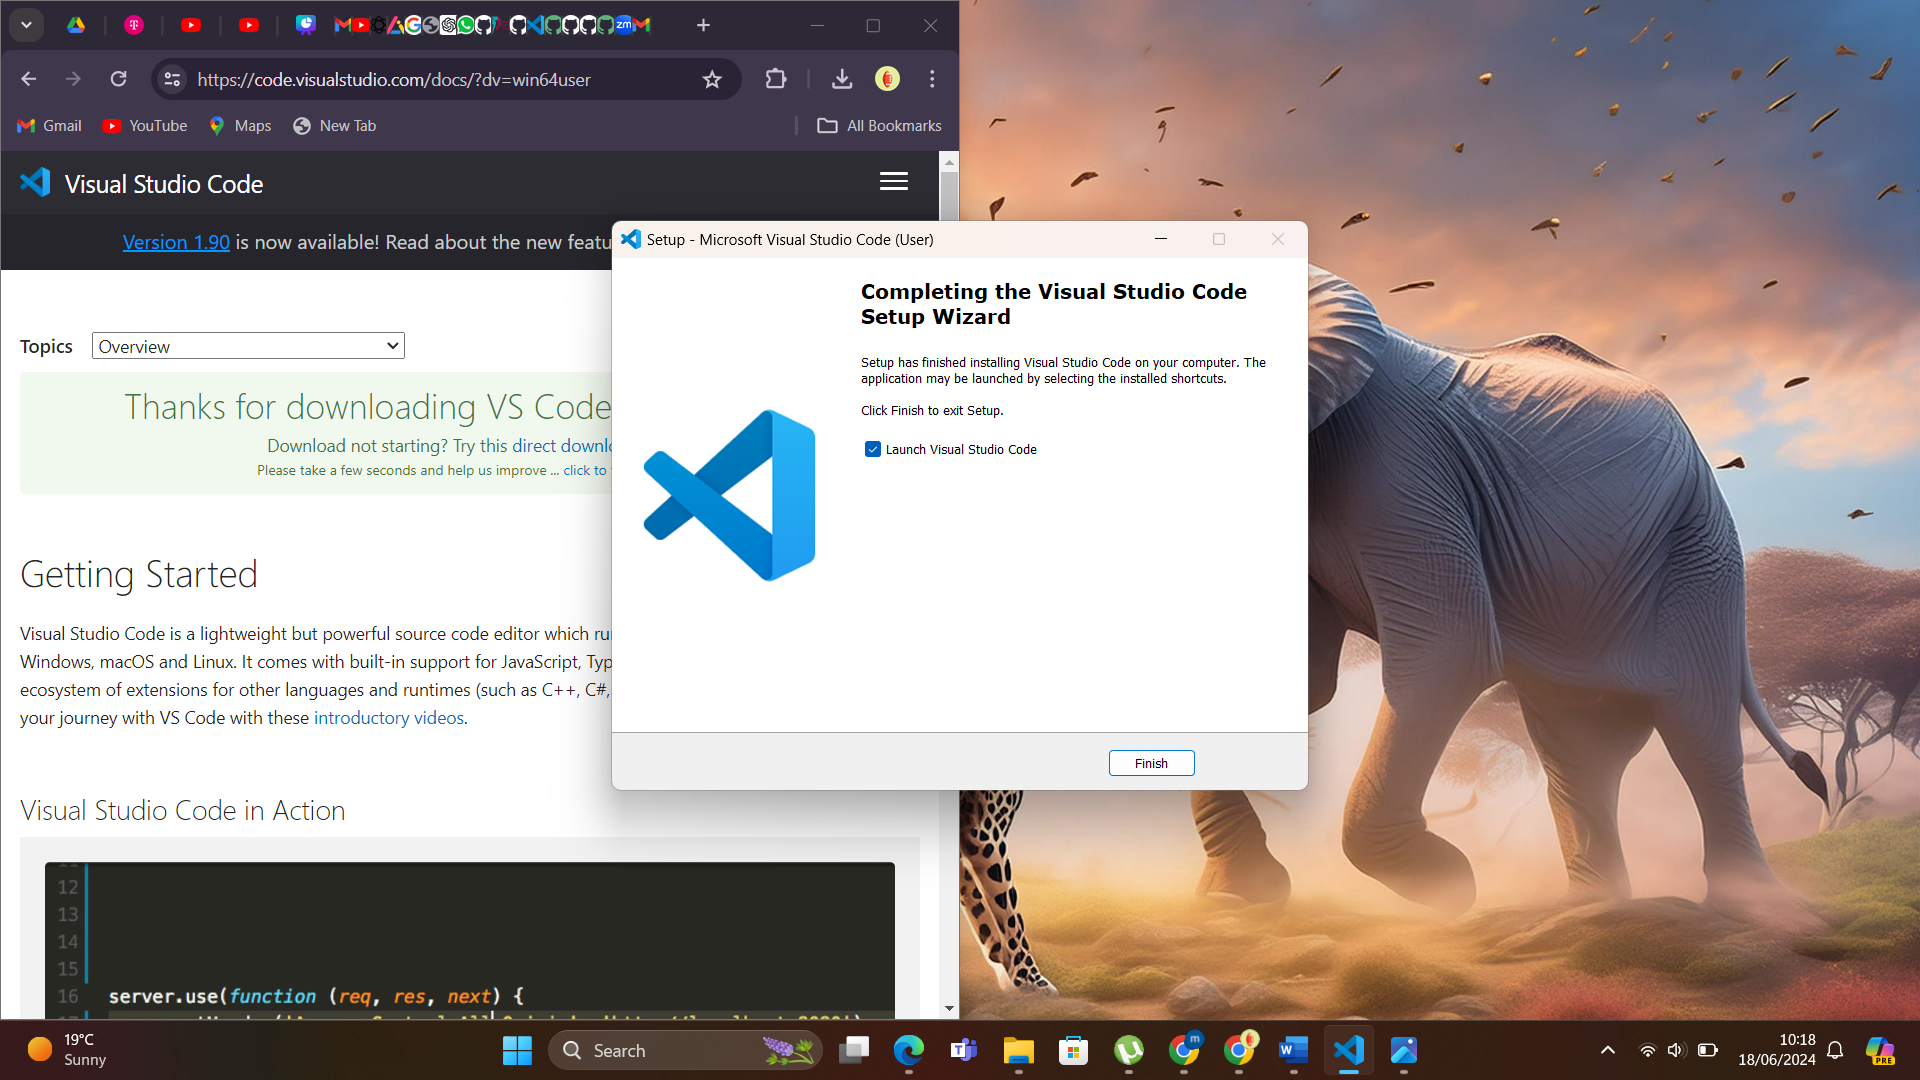 https://code.visualstudio.com/docs/?dv=win64user
Gmail
YouTube
Maps
New Tab
All Bookmarks
Visual Studio Code
Version 1.90 is now available! Read about the new featu
Topics
Overview
Thanks for downloading VS Code
Download not starting? Try this direct downlo
Please take a few seconds and help us improve ... click to
Getting Started
Visual Studio Code is a lightweight but powerful source code editor which ru
Windows, macOS and Linux. It comes with built-in support for JavaScript, Typ
ecosystem of extensions for other languages and runtimes (such as C++, C#,
your journey with VS Code with these introductory videos.
Visual Studio Code in Action
12
13
14
15
16 server.use(function (req, res, next) {
Setup - Microsoft Visual Studio Code (User)
Completing the Visual Studio Code
Setup Wizard
Setup has finished installing Visual Studio Code on your computer. The
application may be launched by selecting the installed shortcuts.
Click Finish to exit Setup.
Launch Visual Studio Code
Finish
19°C
Sunny
Search
10:18
18/06/2024
PRE